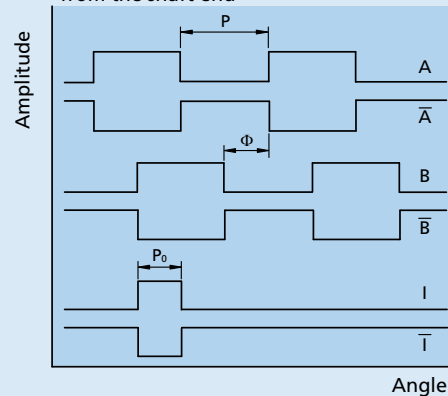 from the shaft end
Amplitude
P
A
A̅
Φ
B
B̅
P₀
I
I̅
Angle